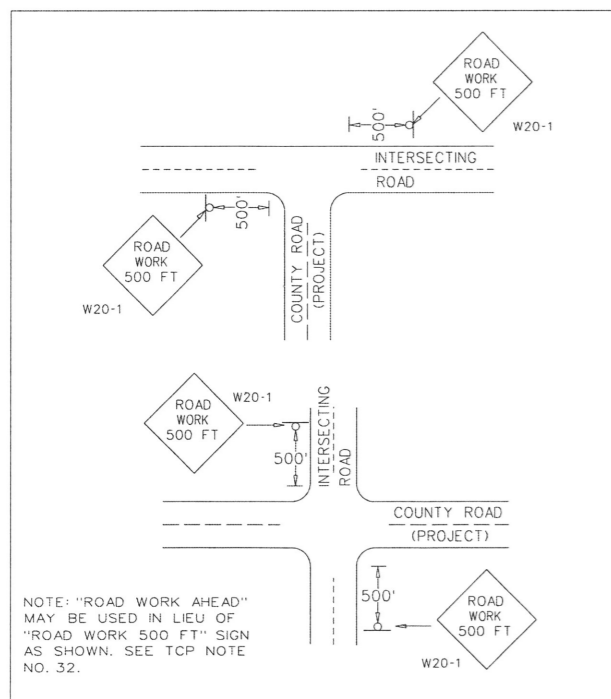 ROAD
WORK
500 FT
W20-1
500'
INTERSECTING
ROAD
500'
ROAD
WORK
500 FT
W20-1
COUNTY ROAD
(PROJECT)
ROAD
WORK
500 FT
W20-1
500'
INTERSECTING
ROAD
COUNTY ROAD
(PROJECT)
500'
ROAD
WORK
500 FT
W20-1
NOTE: "ROAD WORK AHEAD"
MAY BE USED IN LIEU OF
"ROAD WORK 500 FT" SIGN
AS SHOWN. SEE TCP NOTE
NO. 32.